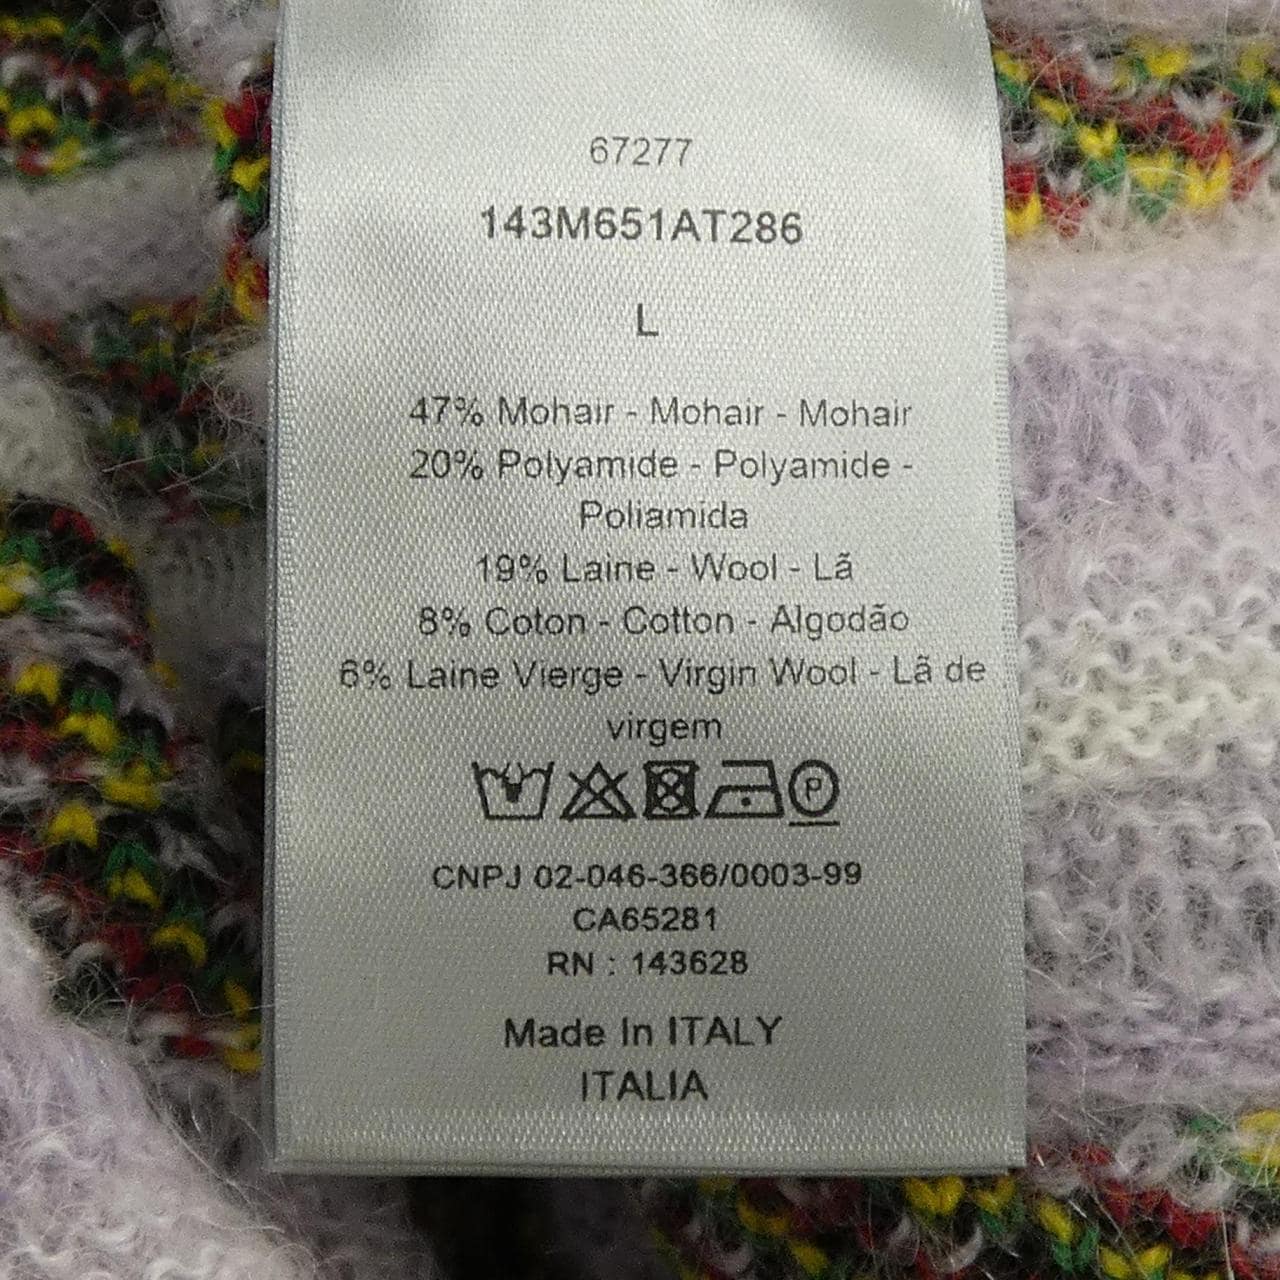 67277
143M651AT286
L
47% Mohair - Mohair - Mohair
20% Polyamide - Polyamide -
Poliamida
19% Laine - Wool - Lã
8% Coton - Cotton - Algodão
6% Laine Vierge - Virgin Wool - Lã de
virgem
P
CNPJ 02-046-366/0003-99
CA65281
RN : 143628
Made In ITALY
ITALIA